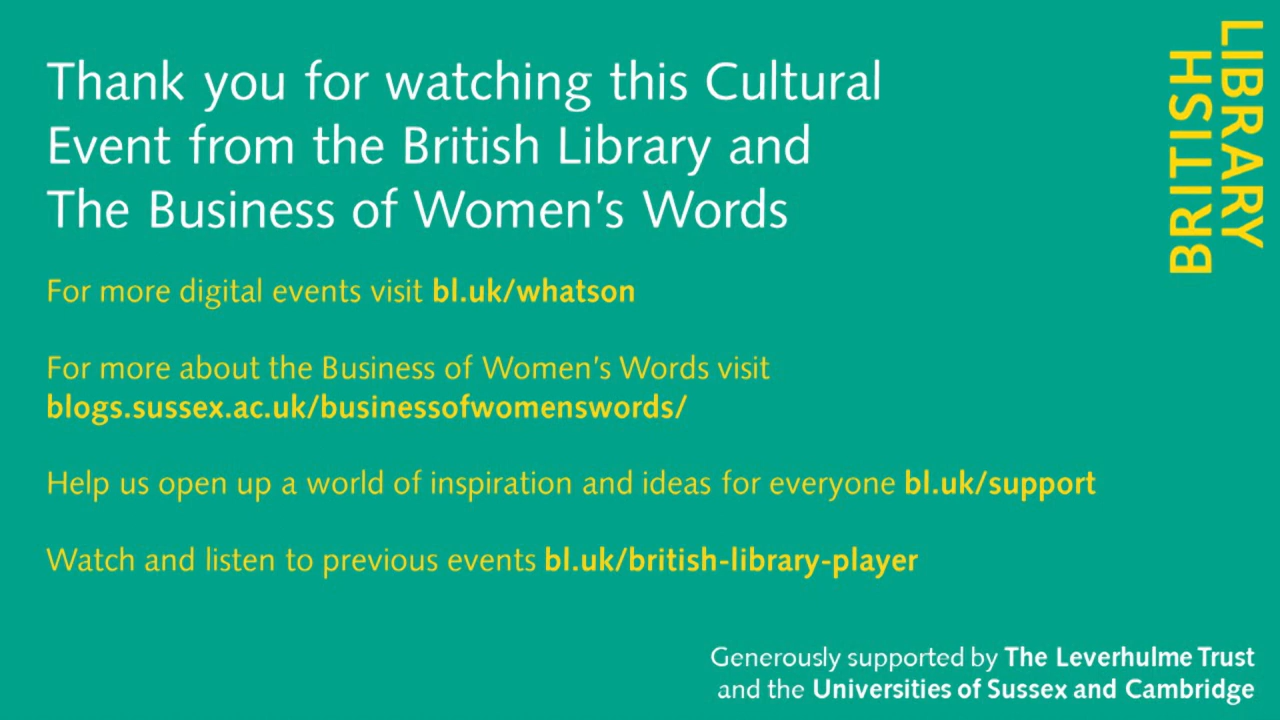 Thank you for watching this Cultural
Event from the British Library and
The Business of Women's Words
For more digital events visit bl.uk/whatson
For more about the Business of Women's Words visit
blogs.sussex.ac.uk/businessofwomenswords/
Help us open up a world of inspiration and ideas for everyone bl.uk/support
Watch and listen to previous events bl.uk/british-library-player
Generously supported by The Leverhulme Trust
and the Universities of Sussex and Cambridge
BRITISH
LIBRARY